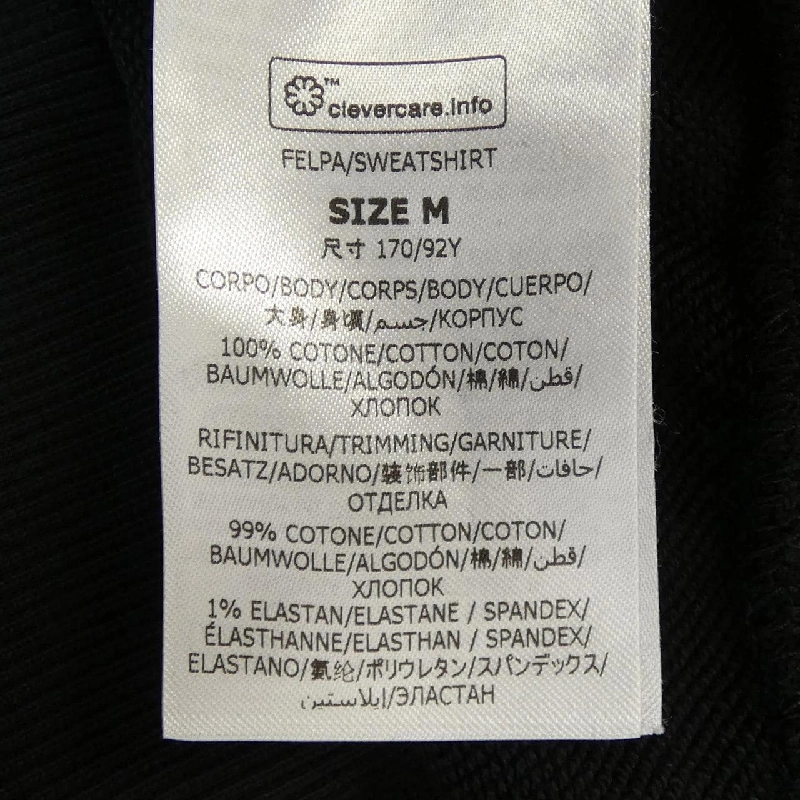 ™
clevercare.info
FELPA/SWEATSHIRT
SIZE M
尺寸 170/92Y
CORPO/BODY/CORPS/BODY/CUERPO/
大身/身頃/جسم/КОРПУС
100% COTONE/COTTON/COTON/
BAUMWOLLE/ALGODÓN/棉/綿/قطن/
ХЛОПОК
RIFINITURA/TRIMMING/GARNITURE/
BESATZ/ADORNO/装饰部件/一部/حافات/
ОТДЕЛКА
99% COTONE/COTTON/COTON/
BAUMWOLLE/ALGODÓN/棉/綿/قطن/
ХЛОПОК
1% ELASTAN/ELASTANE / SPANDEX/
ÉLASTHANNE/ELASTHAN / SPANDEX/
ELASTANO/氨纶/ポリウレタン/スパンデックス/
إيلاستين/ЭЛАСТАН